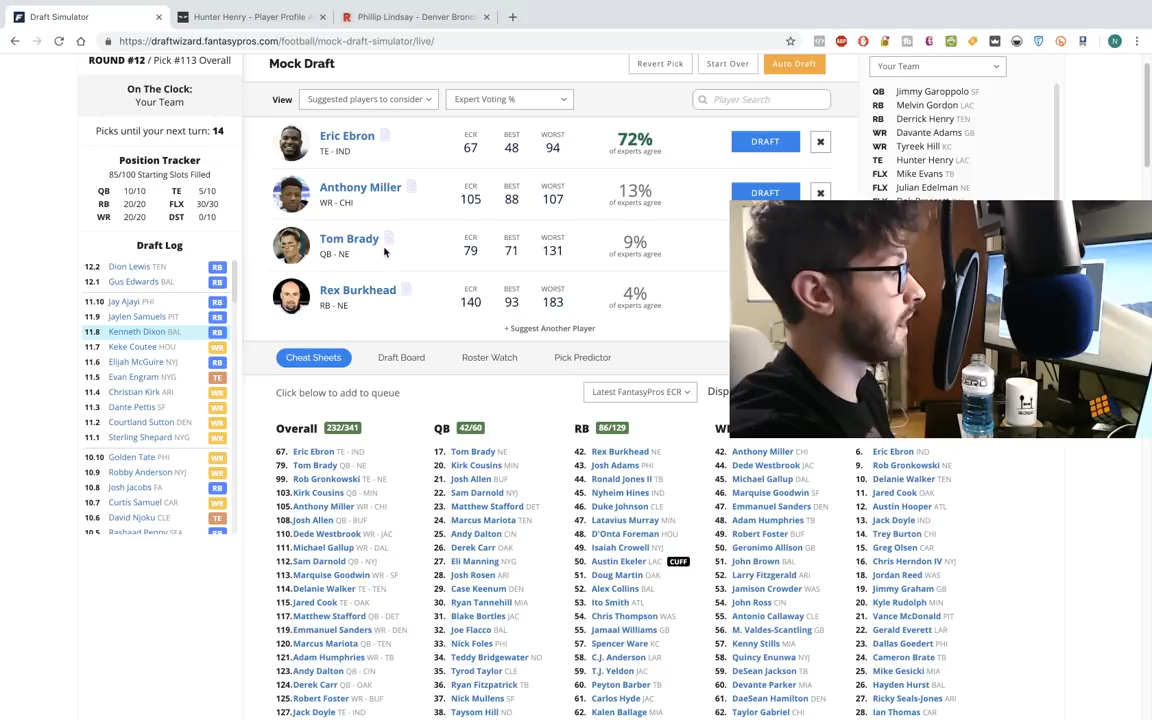 Draft Simulator
Hunter Henry - Player Profile A
Phillip Lindsay - Denver Bronc
https://draftwizard.fantasypros.com/football/mock-draft-simulator/live/
ROUND #12 / Pick #113 Overall
On The Clock:
Your Team
Picks until your next turn: 14
Position Tracker
85/100 Starting Slots Filled
QB 10/10 TE 5/10
RB 20/20 FLX 30/30
WR 20/20 DST 0/10
Draft Log
12.2 Dion Lewis TEN RB
12.1 Gus Edwards BAL RB
11.10 Jay Ajayi PHI RB
11.9 Jaylen Samuels PIT RB
11.8 Kenneth Dixon BAL RB
11.7 Keke Coutee HOU WR
11.6 Elijah McGuire NYJ RB
11.5 Evan Engram NYG TE
11.4 Christian Kirk ARI WR
11.3 Dante Pettis SF WR
11.2 Courtland Sutton DEN WR
11.1 Sterling Shepard NYG WR
10.10 Golden Tate PHI WR
10.9 Robby Anderson NYJ WR
10.8 Josh Jacobs FA RB
10.7 Curtis Samuel CAR WR
10.6 David Njoku CLE TE
10.5 Rashaad Penny SEA
Mock Draft
Revert Pick
Start Over
Auto Draft
View
Suggested players to consider
Expert Voting %
Player Search
Eric Ebron
TE - IND
ECR BEST WORST
67 48 94
72%
of experts agree
DRAFT
Anthony Miller
WR - CHI
ECR BEST WORST
105 88 107
13%
of experts agree
DRAFT
Tom Brady
QB - NE
ECR BEST WORST
79 71 131
9%
of experts agree
Rex Burkhead
RB - NE
ECR BEST WORST
140 93 183
4%
of experts agree
+ Suggest Another Player
Your Team
QB Jimmy Garoppolo SF
RB Melvin Gordon LAC
RB Derrick Henry TEN
WR Davante Adams GB
WR Tyreek Hill KC
TE Hunter Henry LAC
FLX Mike Evans TB
FLX Julian Edelman NE
Cheat Sheets
Draft Board
Roster Watch
Pick Predictor
Click below to add to queue
Latest FantasyPros ECR
Disp
Overall 232/341
67. Eric Ebron TE - IND
79. Tom Brady QB - NE
99. Rob Gronkowski TE - NE
103. Kirk Cousins QB - MIN
105. Anthony Miller WR - CHI
108. Josh Allen QB - BUF
110. Dede Westbrook WR - JAC
111. Michael Gallup WR - DAL
112. Sam Darnold QB - NYJ
113. Marquise Goodwin WR - SF
114. Delanie Walker TE - TEN
115. Jared Cook TE - OAK
117. Matthew Stafford QB - DET
119. Emmanuel Sanders WR - DEN
120. Marcus Mariota QB - TEN
121. Adam Humphries WR - TB
123. Andy Dalton QB - CIN
124. Derek Carr QB - OAK
125. Robert Foster WR - BUF
127. Jack Doyle TE - IND
QB 42/60
17. Tom Brady NE
20. Kirk Cousins MIN
21. Josh Allen BUF
22. Sam Darnold NYJ
23. Matthew Stafford DET
24. Marcus Mariota TEN
25. Andy Dalton CIN
26. Derek Carr OAK
27. Eli Manning NYG
28. Josh Rosen ARI
29. Case Keenum DEN
30. Ryan Tannehill MIA
31. Blake Bortles JAC
32. Joe Flacco BAL
33. Nick Foles PHI
34. Teddy Bridgewater NO
35. Tyrod Taylor CLE
36. Ryan Fitzpatrick TB
37. Nick Mullens SF
38. Taysom Hill NO
RB 86/129
42. Rex Burkhead NE
43. Josh Adams PHI
44. Ronald Jones II TB
45. Nyheim Hines IND
46. Duke Johnson CLE
47. Latavius Murray MIN
48. D'Onta Foreman HOU
49. Isaiah Crowell NYJ
50. Austin Ekeler LAC CUFF
51. Doug Martin OAK
52. Alex Collins BAL
53. Ito Smith ATL
54. Chris Thompson WAS
55. Jamaal Williams GB
57. Spencer Ware KC
58. C.J. Anderson LAR
59. T.J. Yeldon JAC
60. Peyton Barber TB
61. Carlos Hyde JAC
62. Kalen Ballage MIA
42. Anthony Miller CHI
44. Dede Westbrook JAC
45. Michael Gallup DAL
46. Marquise Goodwin SF
47. Emmanuel Sanders DEN
48. Adam Humphries TB
49. Robert Foster BUF
50. Geronimo Allison GB
51. John Brown BAL
52. Larry Fitzgerald ARI
53. Jamison Crowder WAS
54. John Ross CIN
55. Antonio Callaway CLE
56. M. Valdes-Scantling GB
57. Kenny Stills MIA
58. Quincy Enunwa NYJ
59. DeSean Jackson TB
60. Devante Parker MIA
61. DaeSean Hamilton DEN
62. Taylor Gabriel CHI
6. Eric Ebron IND
9. Rob Gronkowski NE
10. Delanie Walker TEN
11. Jared Cook OAK
12. Austin Hooper ATL
13. Jack Doyle IND
14. Trey Burton CHI
15. Greg Olsen CAR
16. Chris Herndon IV NYJ
18. Jordan Reed WAS
19. Jimmy Graham GB
20. Kyle Rudolph MIN
21. Vance McDonald PIT
22. Gerald Everett LAR
23. Dallas Goedert PHI
24. Cameron Brate TB
25. Mike Gesicki MIA
26. Hayden Hurst BAL
27. Ricky Seals-Jones ARI
28. Ian Thomas CAR